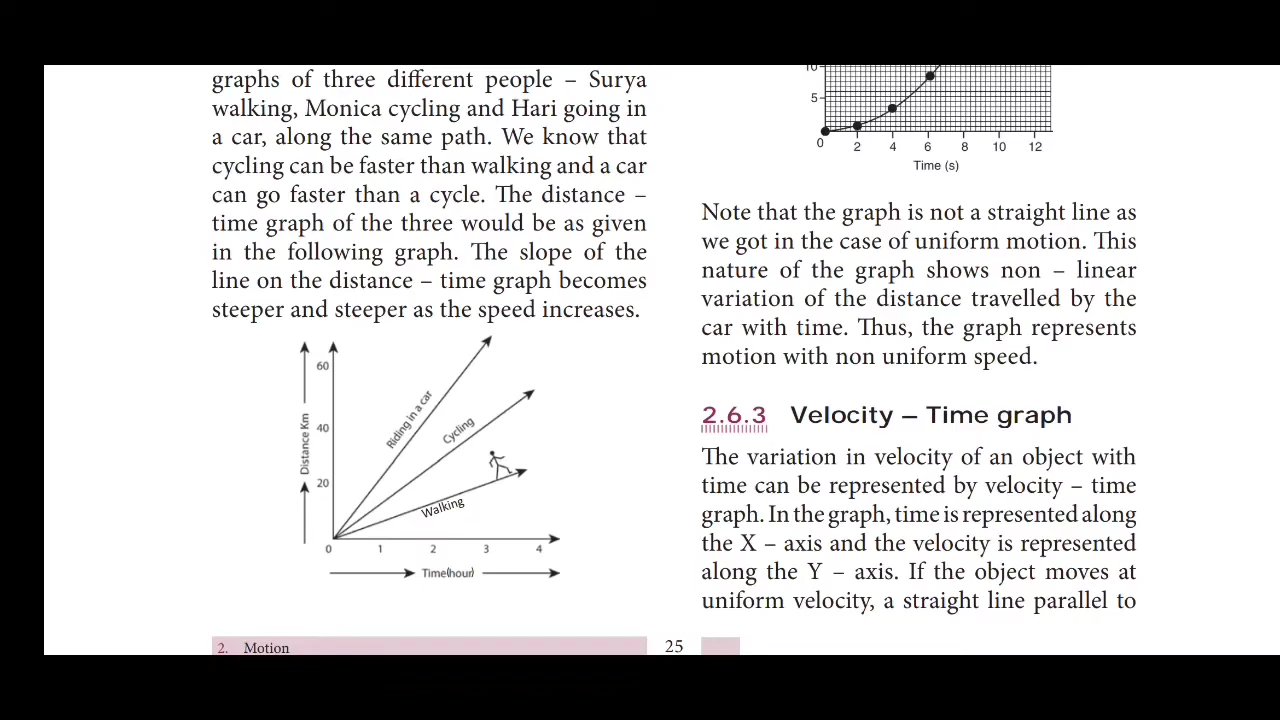 graphs of three different people – Surya
walking, Monica cycling and Hari going in
a car, along the same path. We know that
cycling can be faster than walking and a car
can go faster than a cycle. The distance –
time graph of the three would be as given
in the following graph. The slope of the
line on the distance – time graph becomes
steeper and steeper as the speed increases.
60
40
20
Distance Km
Riding in a car
Cycling
Walking
0 1 2 3 4
Time(hour)
10
5
0 2 4 6 8 10 12
Time (s)
Note that the graph is not a straight line as
we got in the case of uniform motion. This
nature of the graph shows non – linear
variation of the distance travelled by the
car with time. Thus, the graph represents
motion with non uniform speed.
2.6.3 Velocity – Time graph
The variation in velocity of an object with
time can be represented by velocity – time
graph. In the graph, time is represented along
the X – axis and the velocity is represented
along the Y – axis. If the object moves at
uniform velocity, a straight line parallel to
2. Motion
25